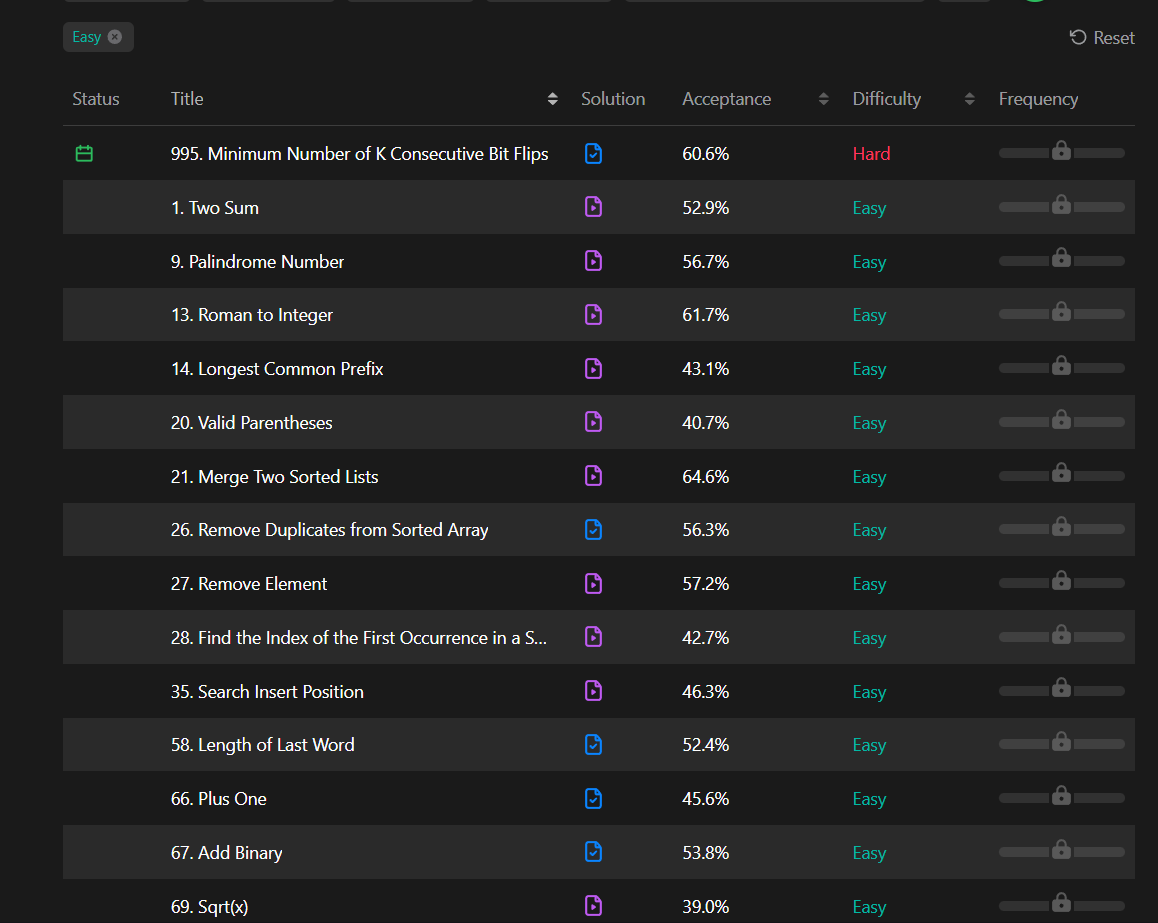 Easy
Reset
Status Title Solution Acceptance Difficulty Frequency
995. Minimum Number of K Consecutive Bit Flips 60.6% Hard
1. Two Sum 52.9% Easy
9. Palindrome Number 56.7% Easy
13. Roman to Integer 61.7% Easy
14. Longest Common Prefix 43.1% Easy
20. Valid Parentheses 40.7% Easy
21. Merge Two Sorted Lists 64.6% Easy
26. Remove Duplicates from Sorted Array 56.3% Easy
27. Remove Element 57.2% Easy
28. Find the Index of the First Occurrence in a S... 42.7% Easy
35. Search Insert Position 46.3% Easy
58. Length of Last Word 52.4% Easy
66. Plus One 45.6% Easy
67. Add Binary 53.8% Easy
69. Sqrt(x) 39.0% Easy